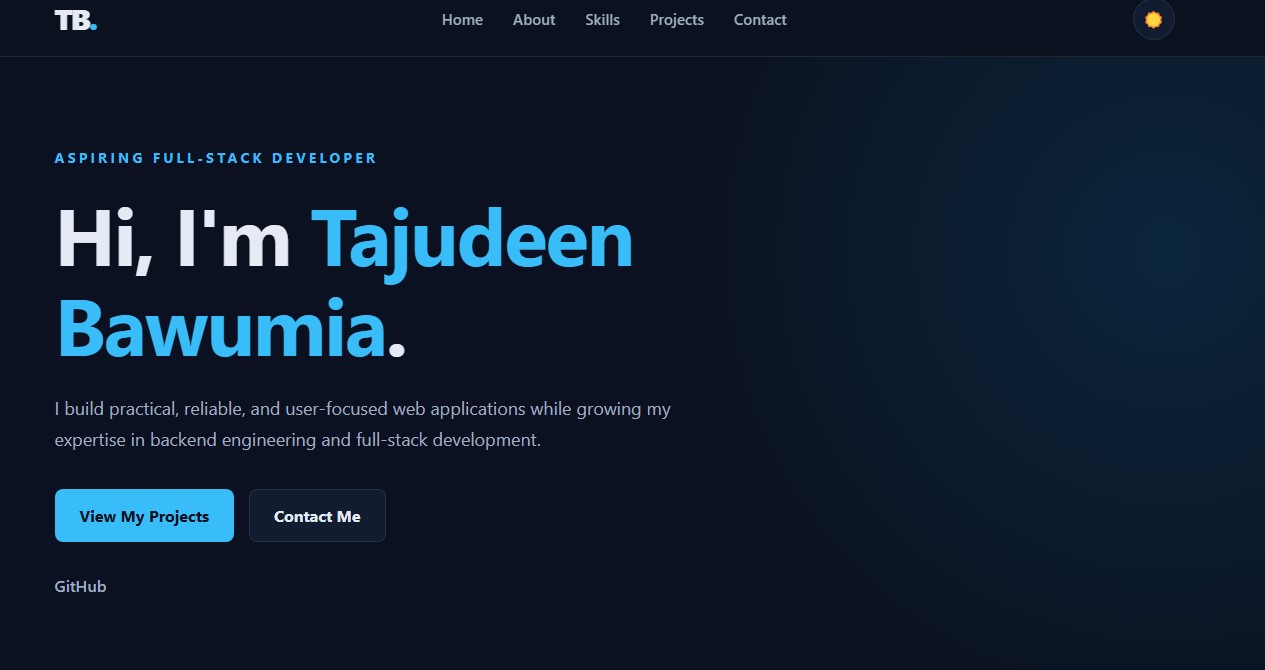 TB.
Home About Skills Projects Contact
ASPIRING FULL-STACK DEVELOPER
Hi, I'm Tajudeen
Bawumia.
I build practical, reliable, and user-focused web applications while growing my
expertise in backend engineering and full-stack development.
View My Projects Contact Me
GitHub